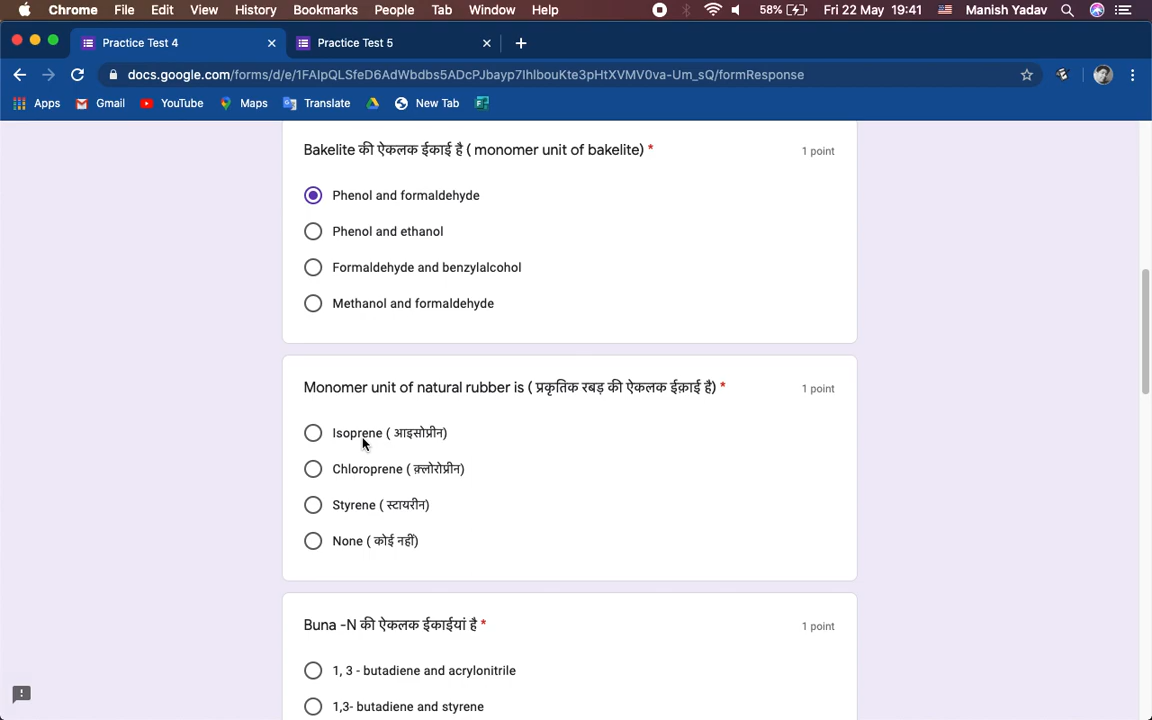 Chrome File Edit View History Bookmarks People Tab Window Help 58% Fri 22 May 19:41 Manish Yadav
Practice Test 4 Practice Test 5
docs.google.com/forms/d/e/1FAIpQLSfeD6AdWbdbs5ADcPJbayp7IhIbouKte3pHtXVMV0va-Um_sQ/formResponse
Apps Gmail YouTube Maps Translate New Tab
Bakelite की ऐकलक ईकाई है ( monomer unit of bakelite) * 1 point
Phenol and formaldehyde
Phenol and ethanol
Formaldehyde and benzylalcohol
Methanol and formaldehyde
Monomer unit of natural rubber is ( प्रकृतिक रबड़ की ऐकलक ईक़ाई है) * 1 point
Isoprene ( आइसोप्रीन)
Chloroprene ( क़्लोरोप्रीन)
Styrene ( स्टायरीन)
None ( कोई नहीं)
Buna -N की ऐकलक ईकाईयां है * 1 point
1, 3 - butadiene and acrylonitrile
1,3- butadiene and styrene